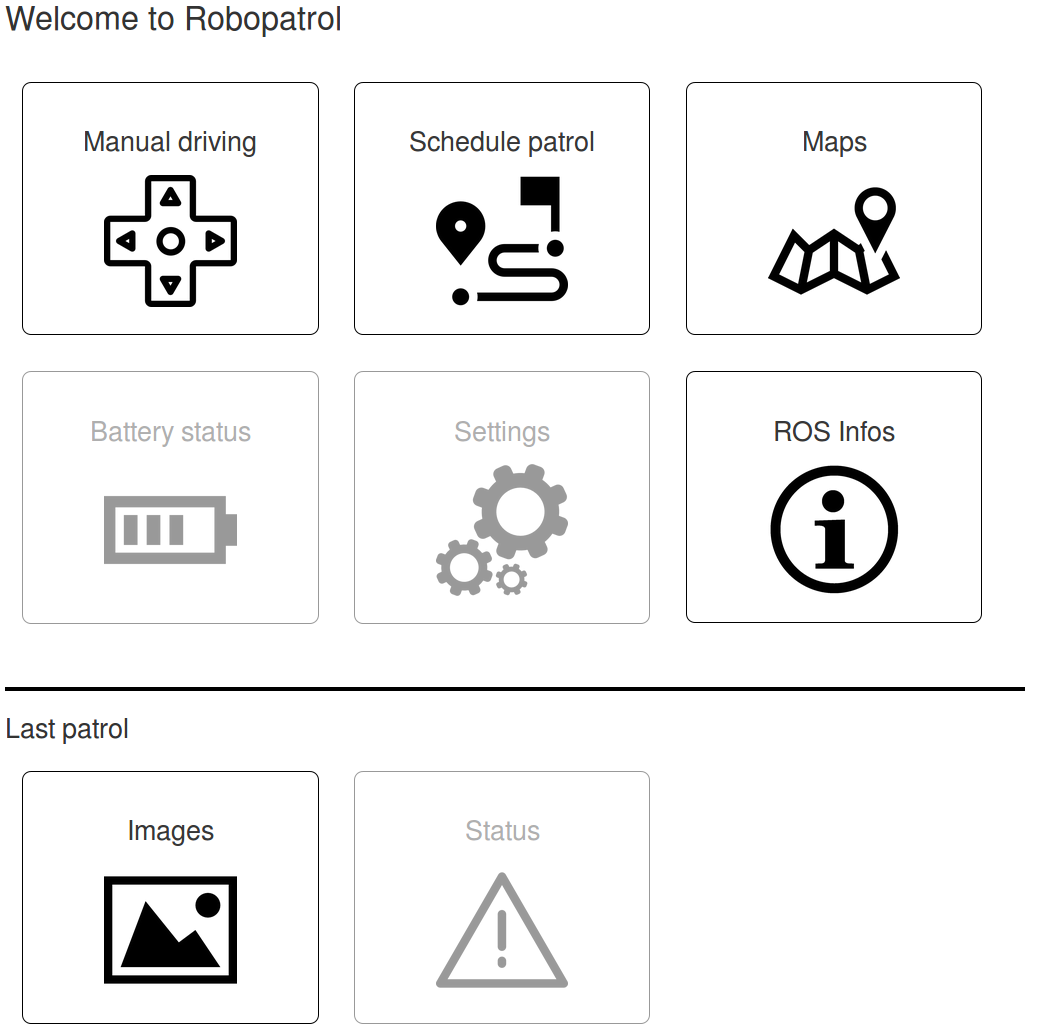 Welcome to Robopatrol
Manual driving
Schedule patrol
Maps
Battery status
Settings
ROS Infos
Last patrol
Images
Status